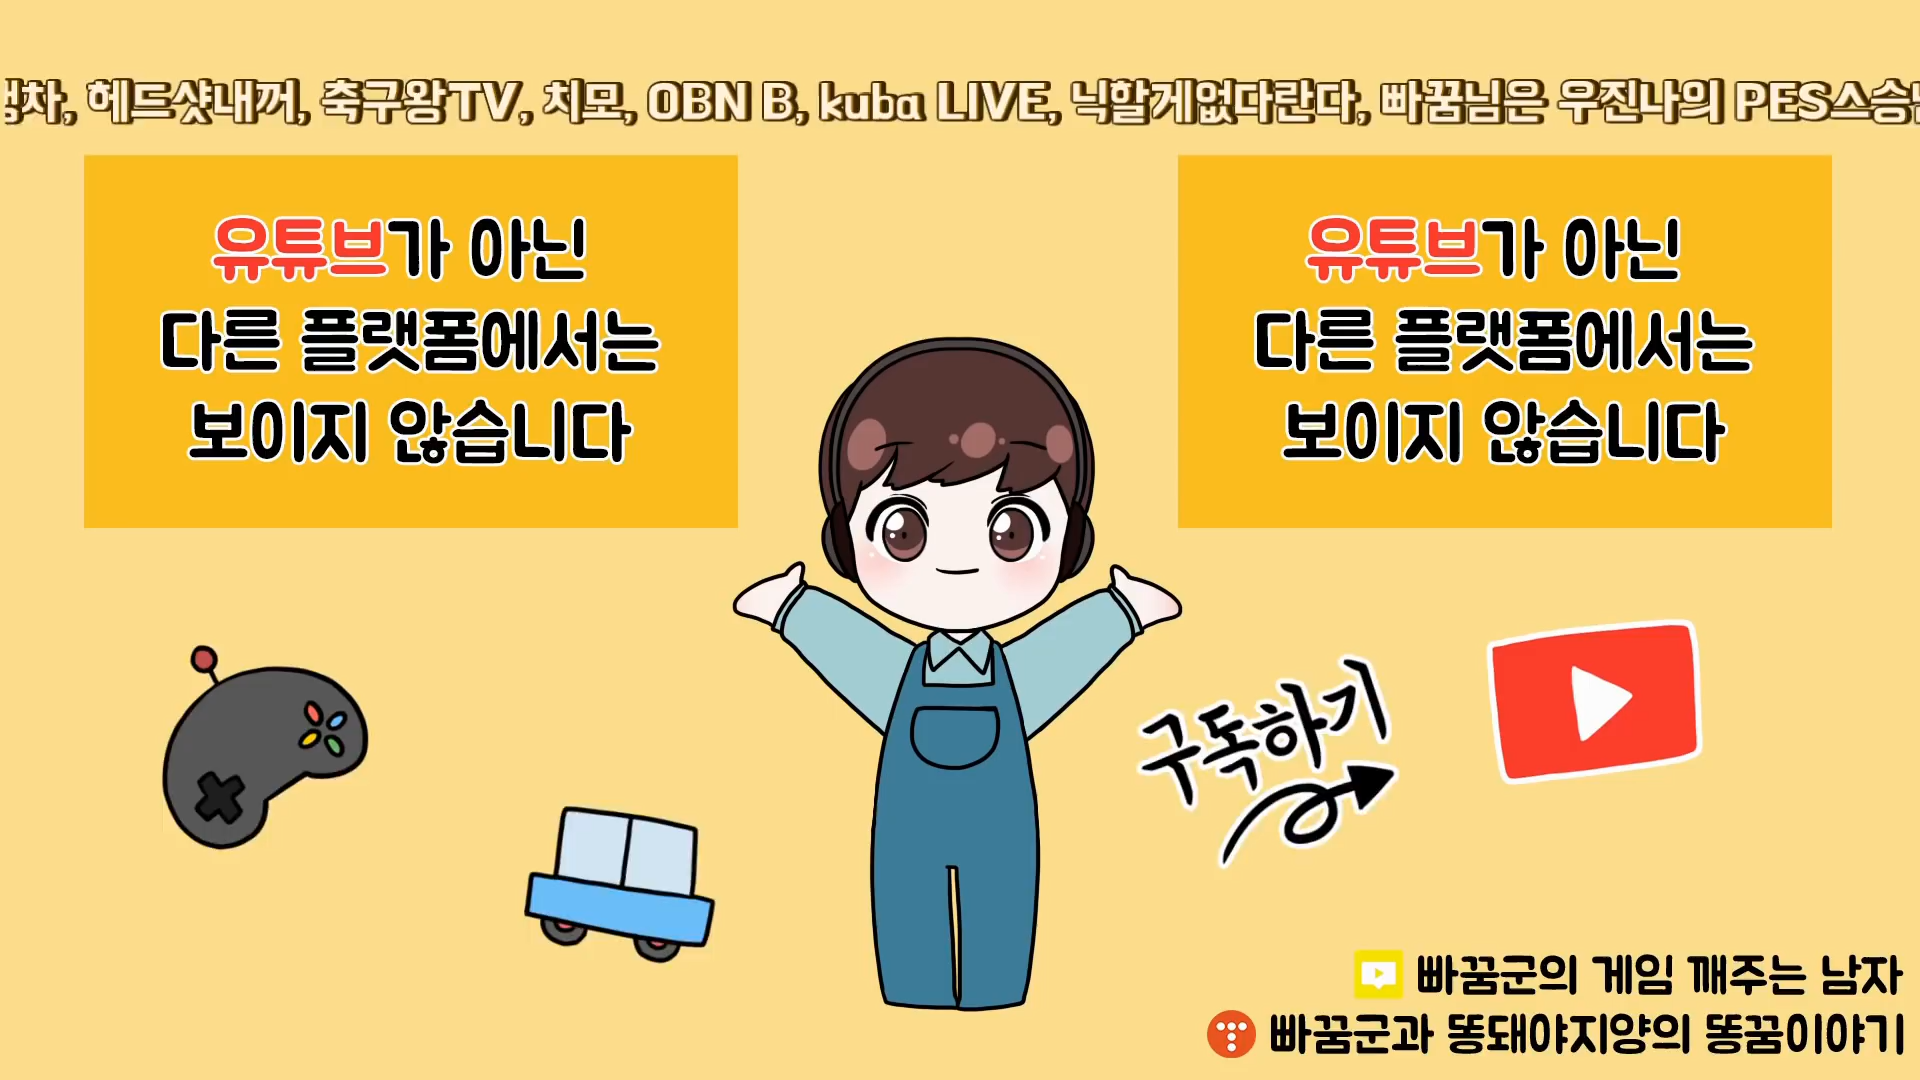 차, 헤드샷내꺼, 축구왕TV, 치모, OBN B, kuba LIVE, 닉할게없다란다, 빠꿈님은 우진나의 PES스승님
유튜브가 아닌
다른 플랫폼에서는
보이지 않습니다
유튜브가 아닌
다른 플랫폼에서는
보이지 않습니다
구독하기
빠꿈군의 게임 깨주는 남자
빠꿈군과 똥돼야지양의 똥꿈이야기